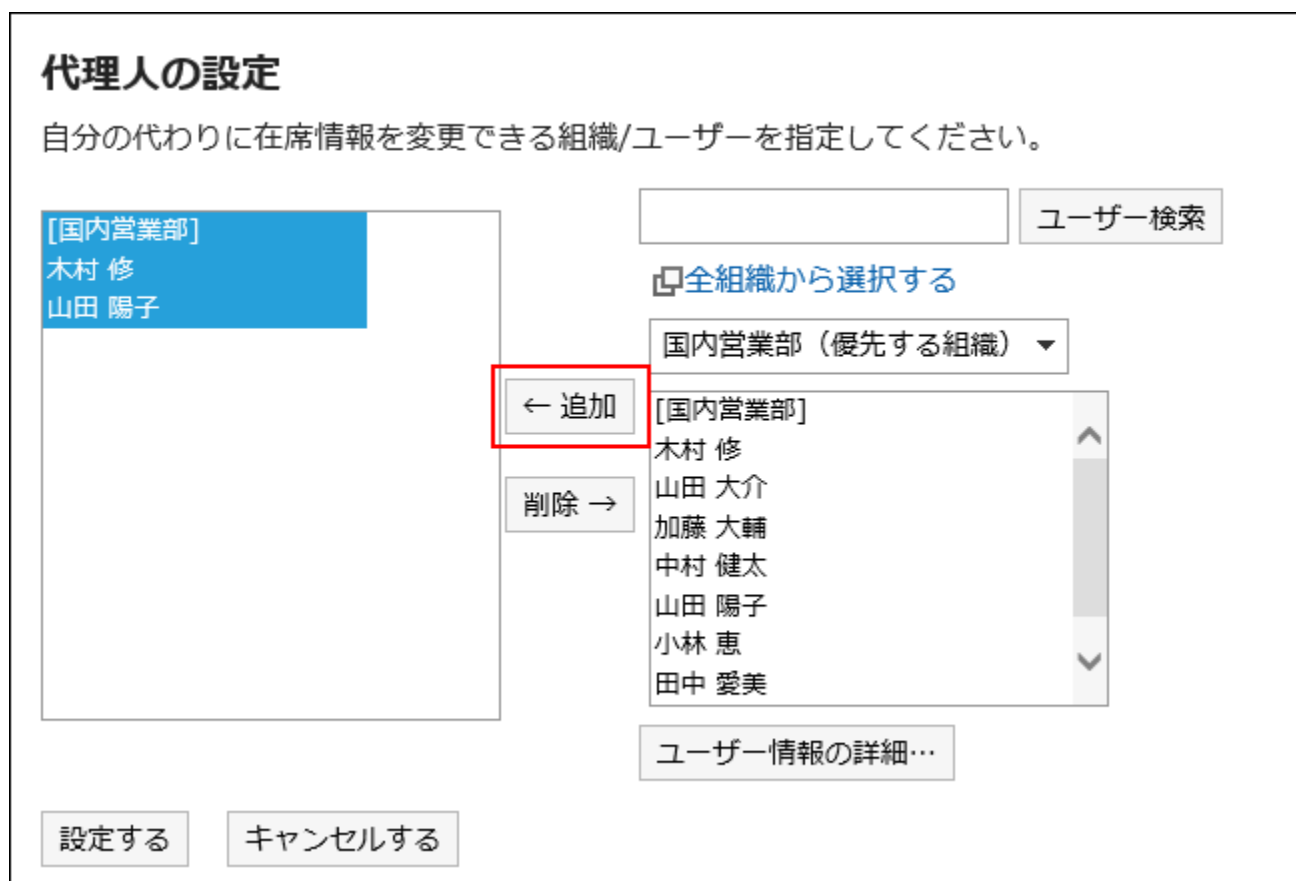 代理人の設定
自分の代わりに在席情報を変更できる組織/ユーザーを指定してください。
[国内営業部]
木村 修
山田 陽子
← 追加
削除 →
ユーザー検索
全組織から選択する
国内営業部（優先する組織）
[国内営業部]
木村 修
山田 大介
加藤 大輔
中村 健太
山田 陽子
小林 恵
田中 愛美
ユーザー情報の詳細…
設定する
キャンセルする